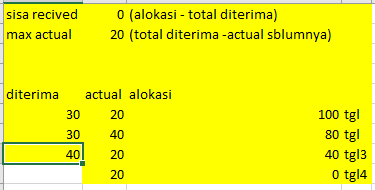 sisa recived 0 (alokasi - total diterima)
max actual 20 (total diterima -actual sblumnya)
diterima actual alokasi
30 20 100 tgl
30 40 80 tgl
40 20 40 tgl3
20 0 tgl4